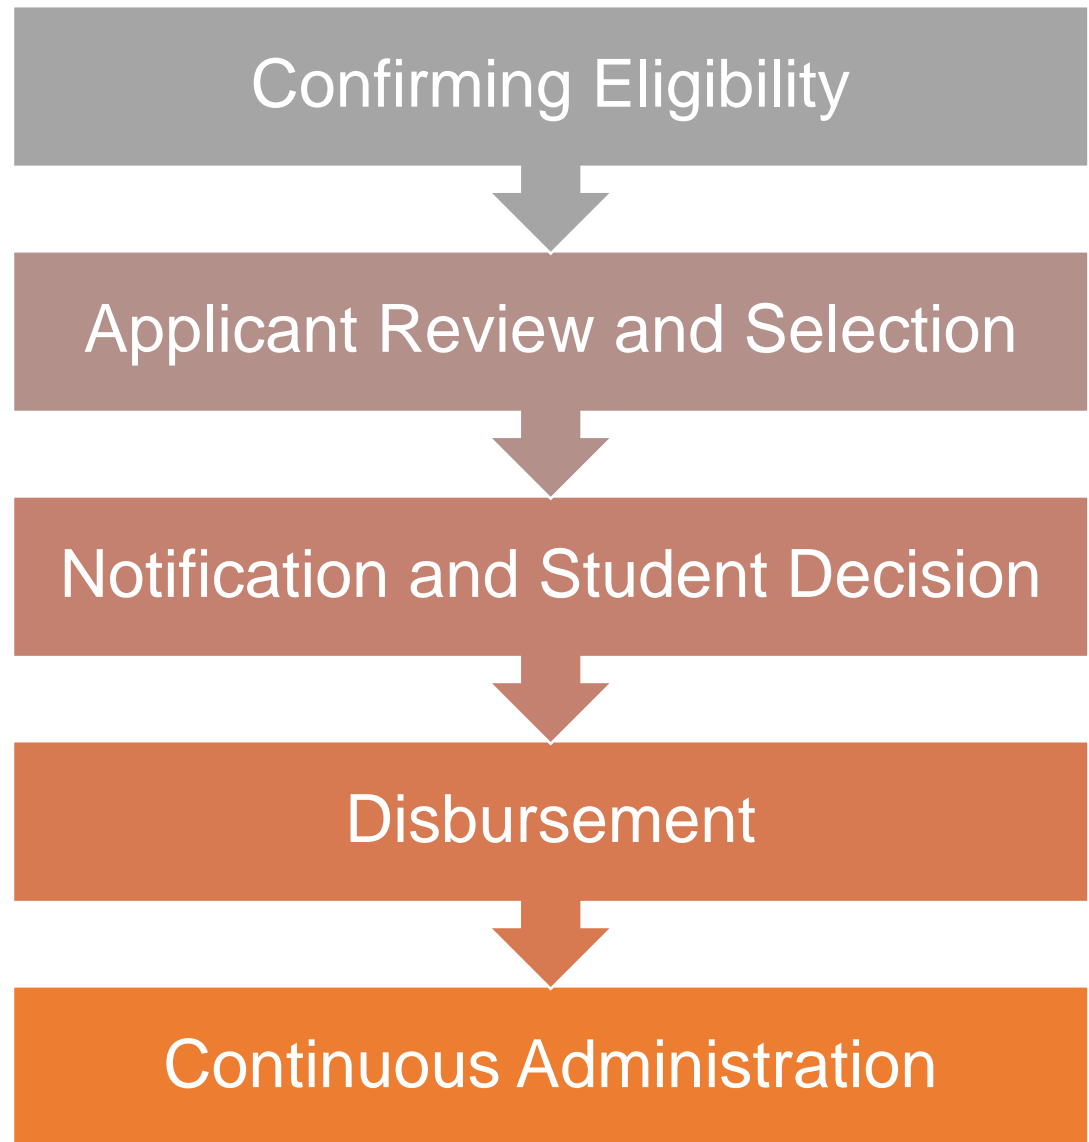 Confirming Eligibility
Applicant Review and Selection
Notification and Student Decision
Disbursement
Continuous Administration